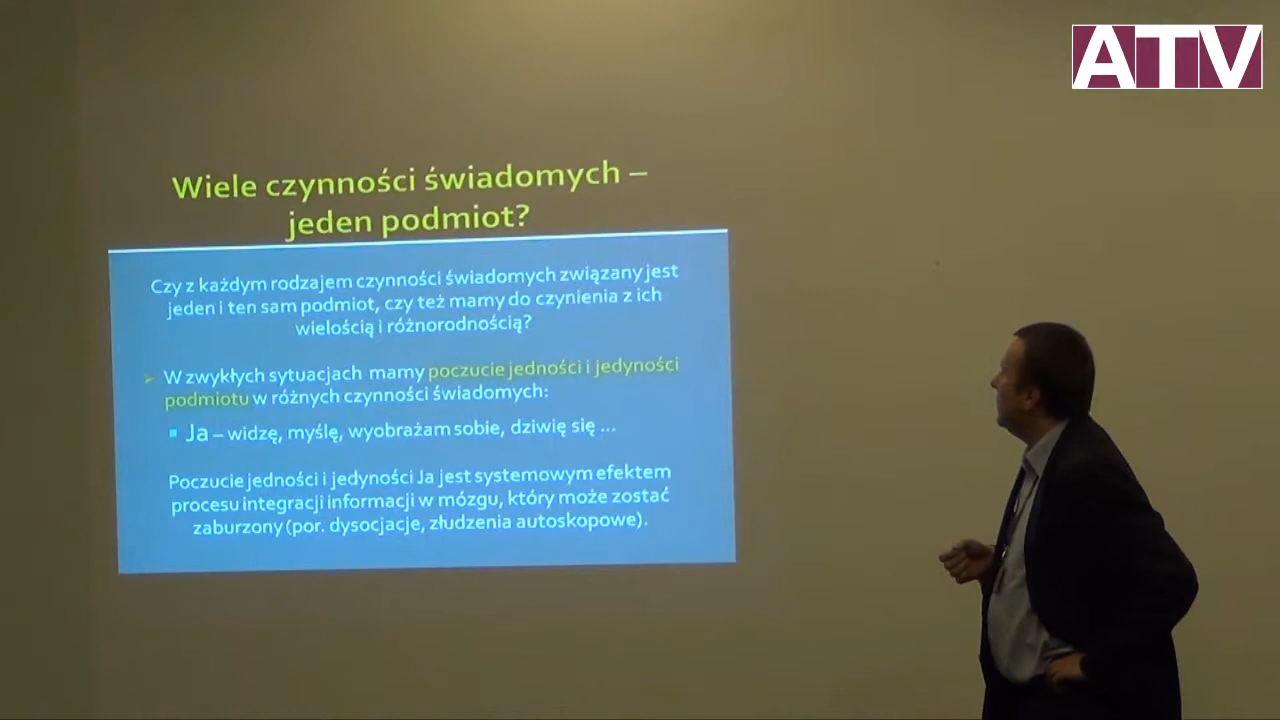 ATV
Wiele czynności świadomych –
jeden podmiot?
Czy z każdym rodzajem czynności świadomych związany jest
jeden i ten sam podmiot, czy też mamy do czynienia z ich
wielością i różnorodnością?
W zwykłych sytuacjach mamy poczucie jedności i jedyności
podmiotu w różnych czynności świadomych:
Ja – widzę, myślę, wyobrażam sobie, dziwię się ...
Poczucie jedności i jedyności Ja jest systemowym efektem
procesu integracji informacji w mózgu, który może zostać
zaburzony (por. dysocjacje, złudzenia autoskopowe).